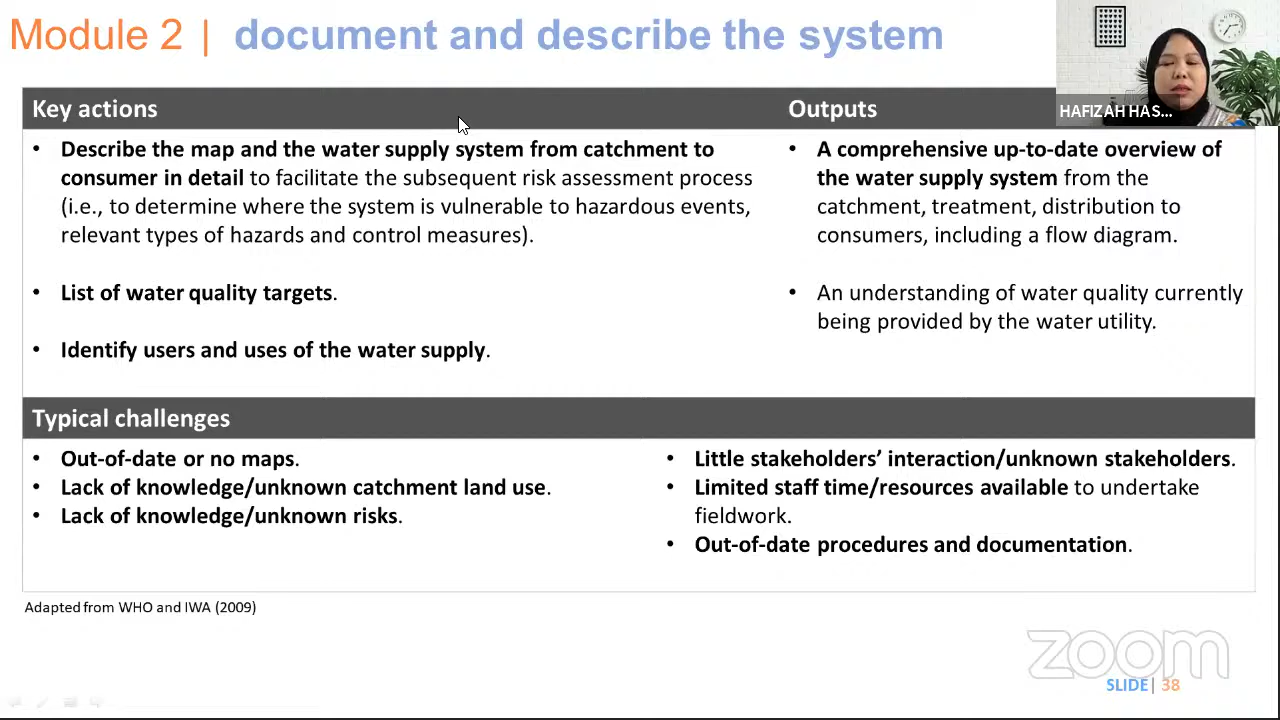 Module 2 | document and describe the system
HAFIZAH HAS...
Key actions
• Describe the map and the water supply system from catchment to
consumer in detail to facilitate the subsequent risk assessment process
(i.e., to determine where the system is vulnerable to hazardous events,
relevant types of hazards and control measures).
• List of water quality targets.
• Identify users and uses of the water supply.
Outputs
• A comprehensive up-to-date overview of
the water supply system from the
catchment, treatment, distribution to
consumers, including a flow diagram.
• An understanding of water quality currently
being provided by the water utility.
Typical challenges
• Out-of-date or no maps.
• Lack of knowledge/unknown catchment land use.
• Lack of knowledge/unknown risks.
• Little stakeholders’ interaction/unknown stakeholders.
• Limited staff time/resources available to undertake
fieldwork.
• Out-of-date procedures and documentation.
Adapted from WHO and IWA (2009)
zoom
SLIDE| 38